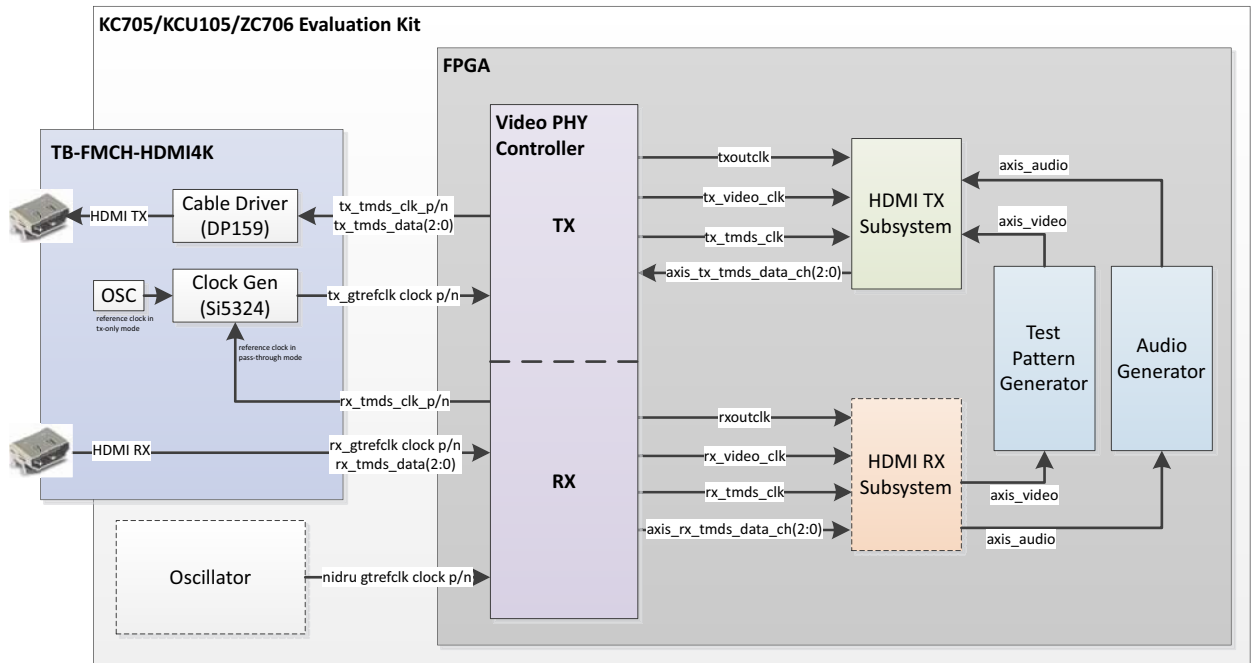 KC705/KCU105/ZC706 Evaluation Kit
FPGA
TB-FMCH-HDMI4K
HDMI TX
Cable Driver
(DP159)
tx_tmds_clk_p/n
tx_tmds_data(2:0)
OSC
reference clock in
tx-only mode
Clock Gen
(Si5324)
tx_gtrefclk clock p/n
reference clock in
pass-through mode
rx_tmds_clk_p/n
HDMI RX
rx_gtrefclk clock p/n
rx_tmds_data(2:0)
Oscillator
nidru gtrefclk clock p/n
Video PHY
Controller
TX
RX
txoutclk
tx_video_clk
tx_tmds_clk
axis_tx_tmds_data_ch(2:0)
HDMI TX
Subsystem
axis_audio
axis_video
Test
Pattern
Generator
Audio
Generator
rxoutclk
rx_video_clk
rx_tmds_clk
axis_rx_tmds_data_ch(2:0)
HDMI RX
Subsystem
axis_video
axis_audio